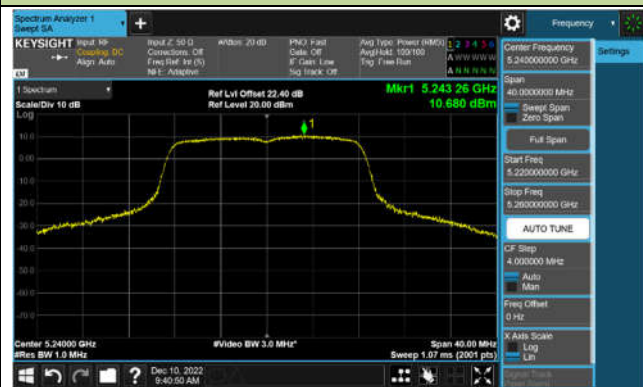 Spectrum Analyzer 1
Swept SA
Frequency
KEYSIGHT
Input: RF
Coupling: DC
Align: Auto
Input Z: 50 Ω
Corrections: Off
Freq Ref: Int (S)
NFE: Adaptive
#Atten: 20 dB
PNO: Fast
Gate: Off
IF Gain: Low
Sig Track: Off
Avg Type: Power (RMS)
Avg|Hold: 100/100
Trig: Free Run
1 2 3 4 5 6
A W W W W W
A N N N N N
1 Spectrum
Scale/Div 10 dB
Log
Ref Lvl Offset 22.40 dB
Ref Level 20.00 dBm
Mkr1 5.243 26 GHz
10.680 dBm
1
10.0
0.00
-10.0
-20.0
-30.0
-40.0
-50.0
-60.0
-70.0
Center 5.24000 GHz
#Res BW 1.0 MHz
#Video BW 3.0 MHz*
Span 40.00 MHz
Sweep 1.07 ms (2001 pts)
Center Frequency
5.240000000 GHz
Settings
Span
40.0000000 MHz
Swept Span
Zero Span
Full Span
Start Freq
5.220000000 GHz
Stop Freq
5.260000000 GHz
AUTO TUNE
CF Step
4.000000 MHz
Auto
Man
Freq Offset
0 Hz
X Axis Scale
Log
Lin
Signal Track
Dec 10, 2022
9:40:50 AM